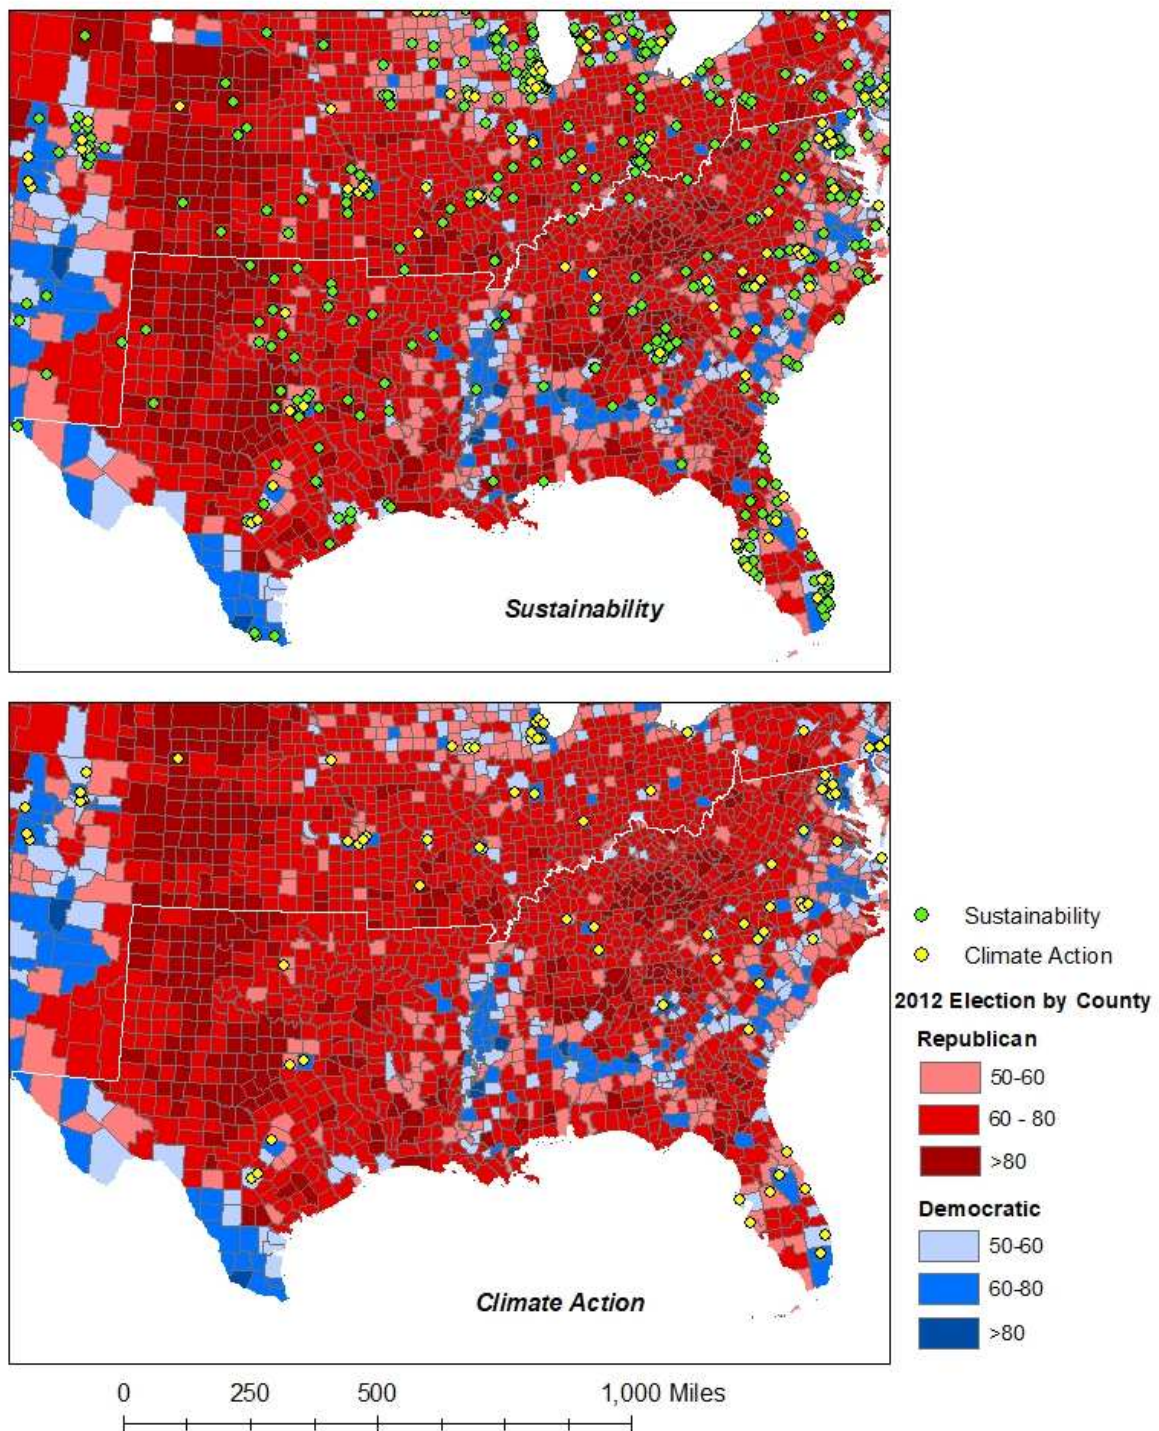 Sustainability
Climate Action
Sustainability
Climate Action
2012 Election by County
Republican
50-60
60 - 80
>80
Democratic
50-60
60-80
>80
0 250 500 1,000 Miles